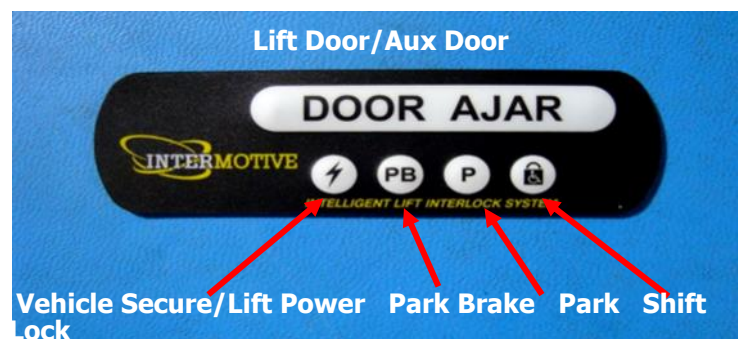 Lift Door/Aux Door
DOOR AJAR
INTERMOTIVE
PB P
INTELLIGENT LIFT INTERLOCK SYSTEM
Vehicle Secure/Lift Power Park Brake Park Shift
Lock